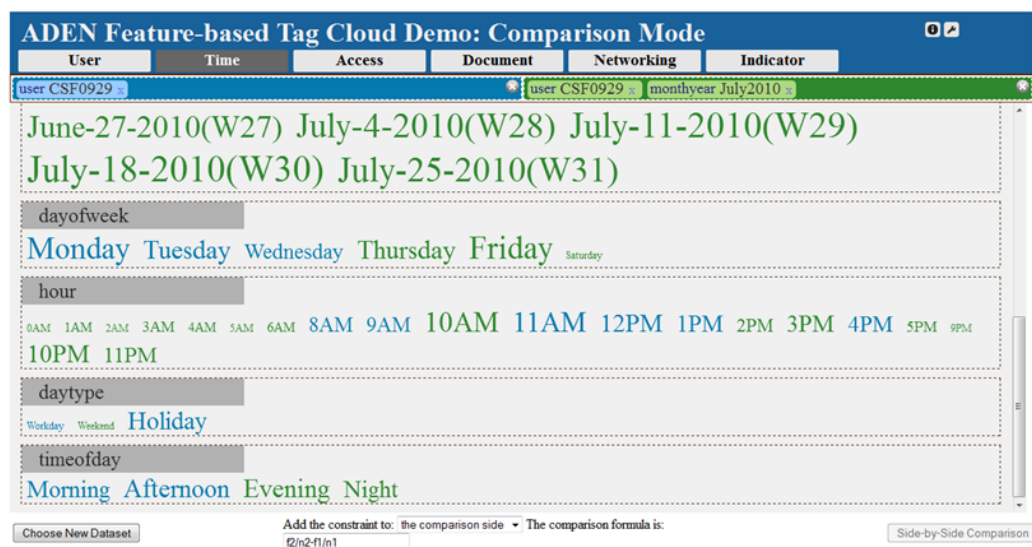 ADEN Feature-based Tag Cloud Demo: Comparison Mode
User Time Access Document Networking Indicator
user CSF0929 x user CSF0929 x monthyear July2010 x
June-27-2010(W27) July-4-2010(W28) July-11-2010(W29)
July-18-2010(W30) July-25-2010(W31)
dayofweek
Monday Tuesday Wednesday Thursday Friday Saturday
hour
0AM 1AM 2AM 3AM 4AM 5AM 6AM 8AM 9AM 10AM 11AM 12PM 1PM 2PM 3PM 4PM 5PM 9PM
10PM 11PM
daytype
Workday Weekend Holiday
timeofday
Morning Afternoon Evening Night
Choose New Dataset Add the constraint to: the comparison side The comparison formula is: Side-by-Side Comparison
f2/n2-f1/n1